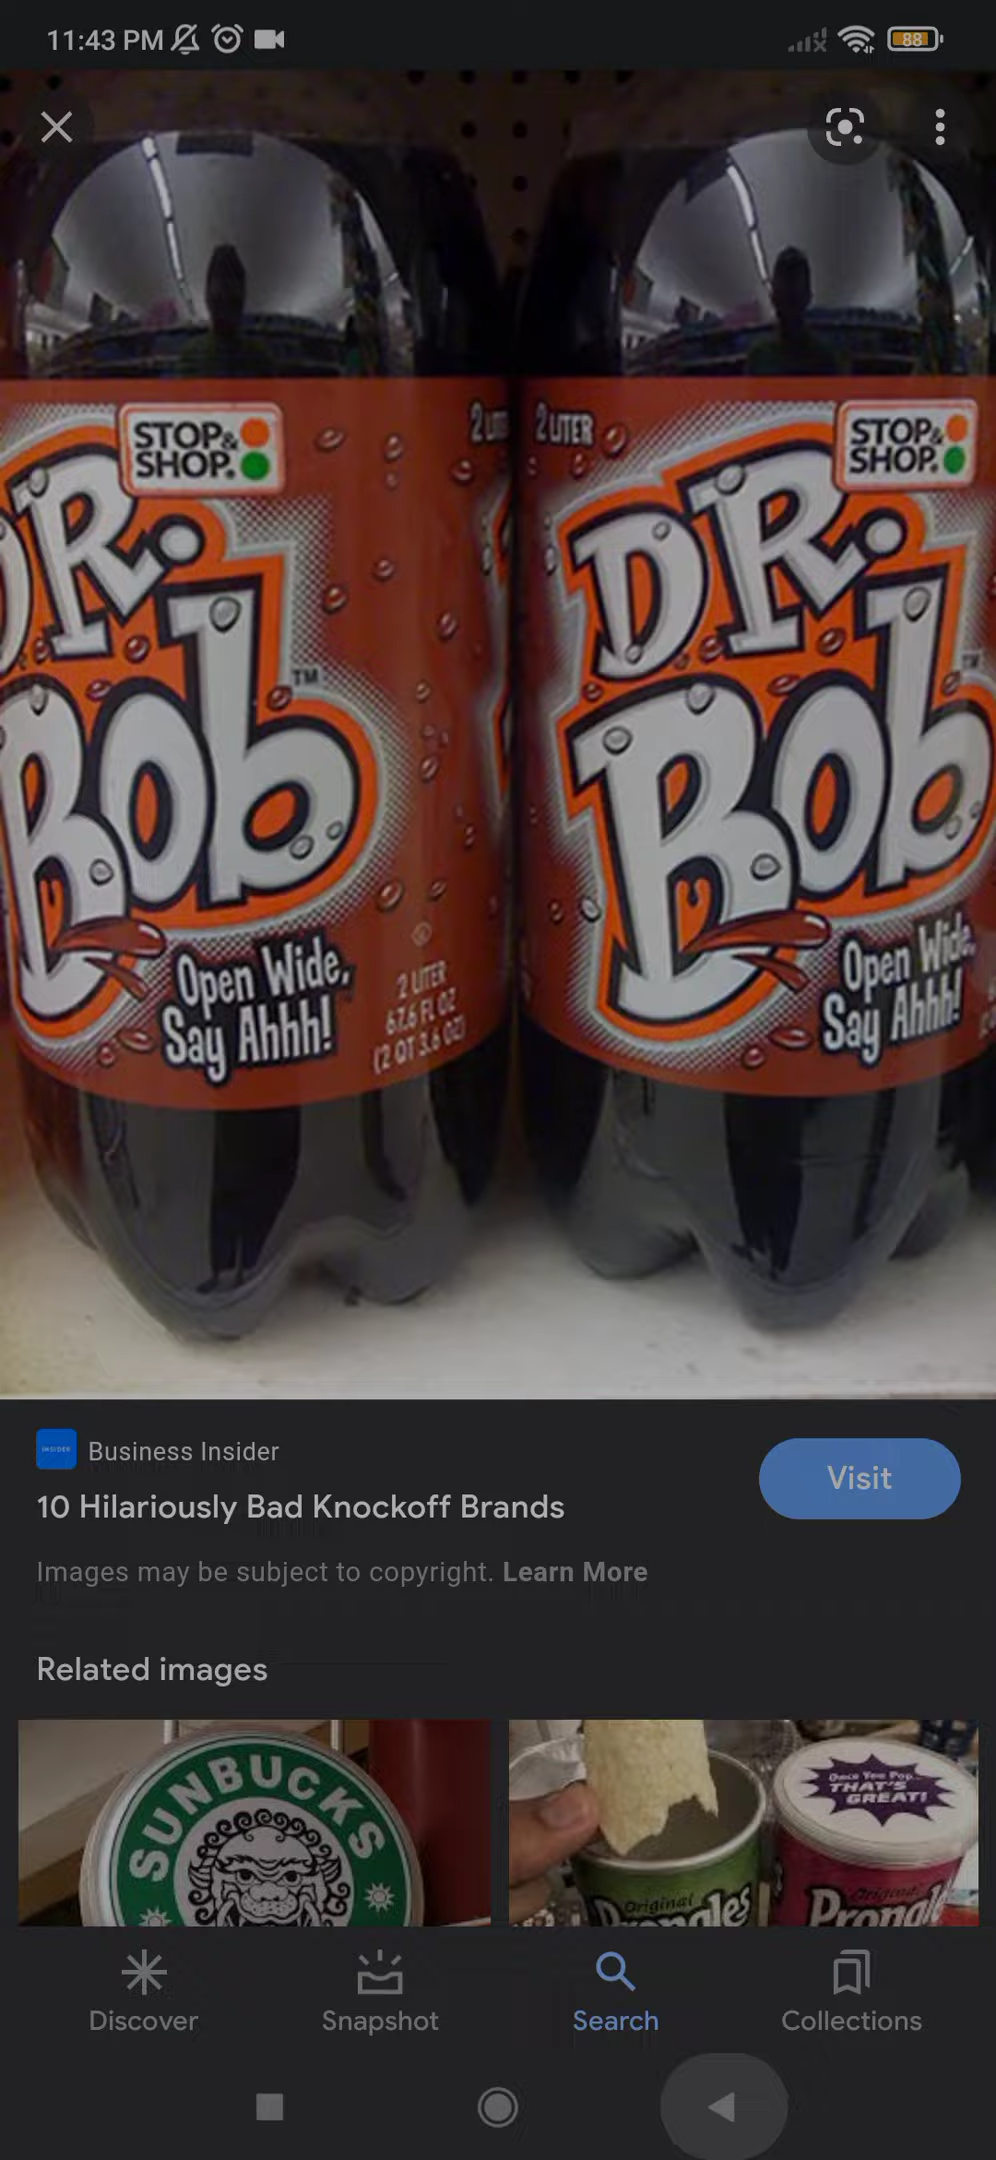 11:43 PM
88
STOP&
SHOP.
DR.
Bob
TM
Open Wide,
Say Ahhh!
2 LITER
67.6 FL OZ
(2 QT 3.6 OZ)
2 LITER
STOP&
SHOP.
DR.
Bob
TM
Open Wide,
Say Ahhh!
INSIDER
Business Insider
10 Hilariously Bad Knockoff Brands
Visit
Images may be subject to copyright. Learn More
Related images
SUNBUCKS
Original
Prongles
Once You Pop...
THAT'S
GREAT!
Original
Prongl
Discover
Snapshot
Search
Collections